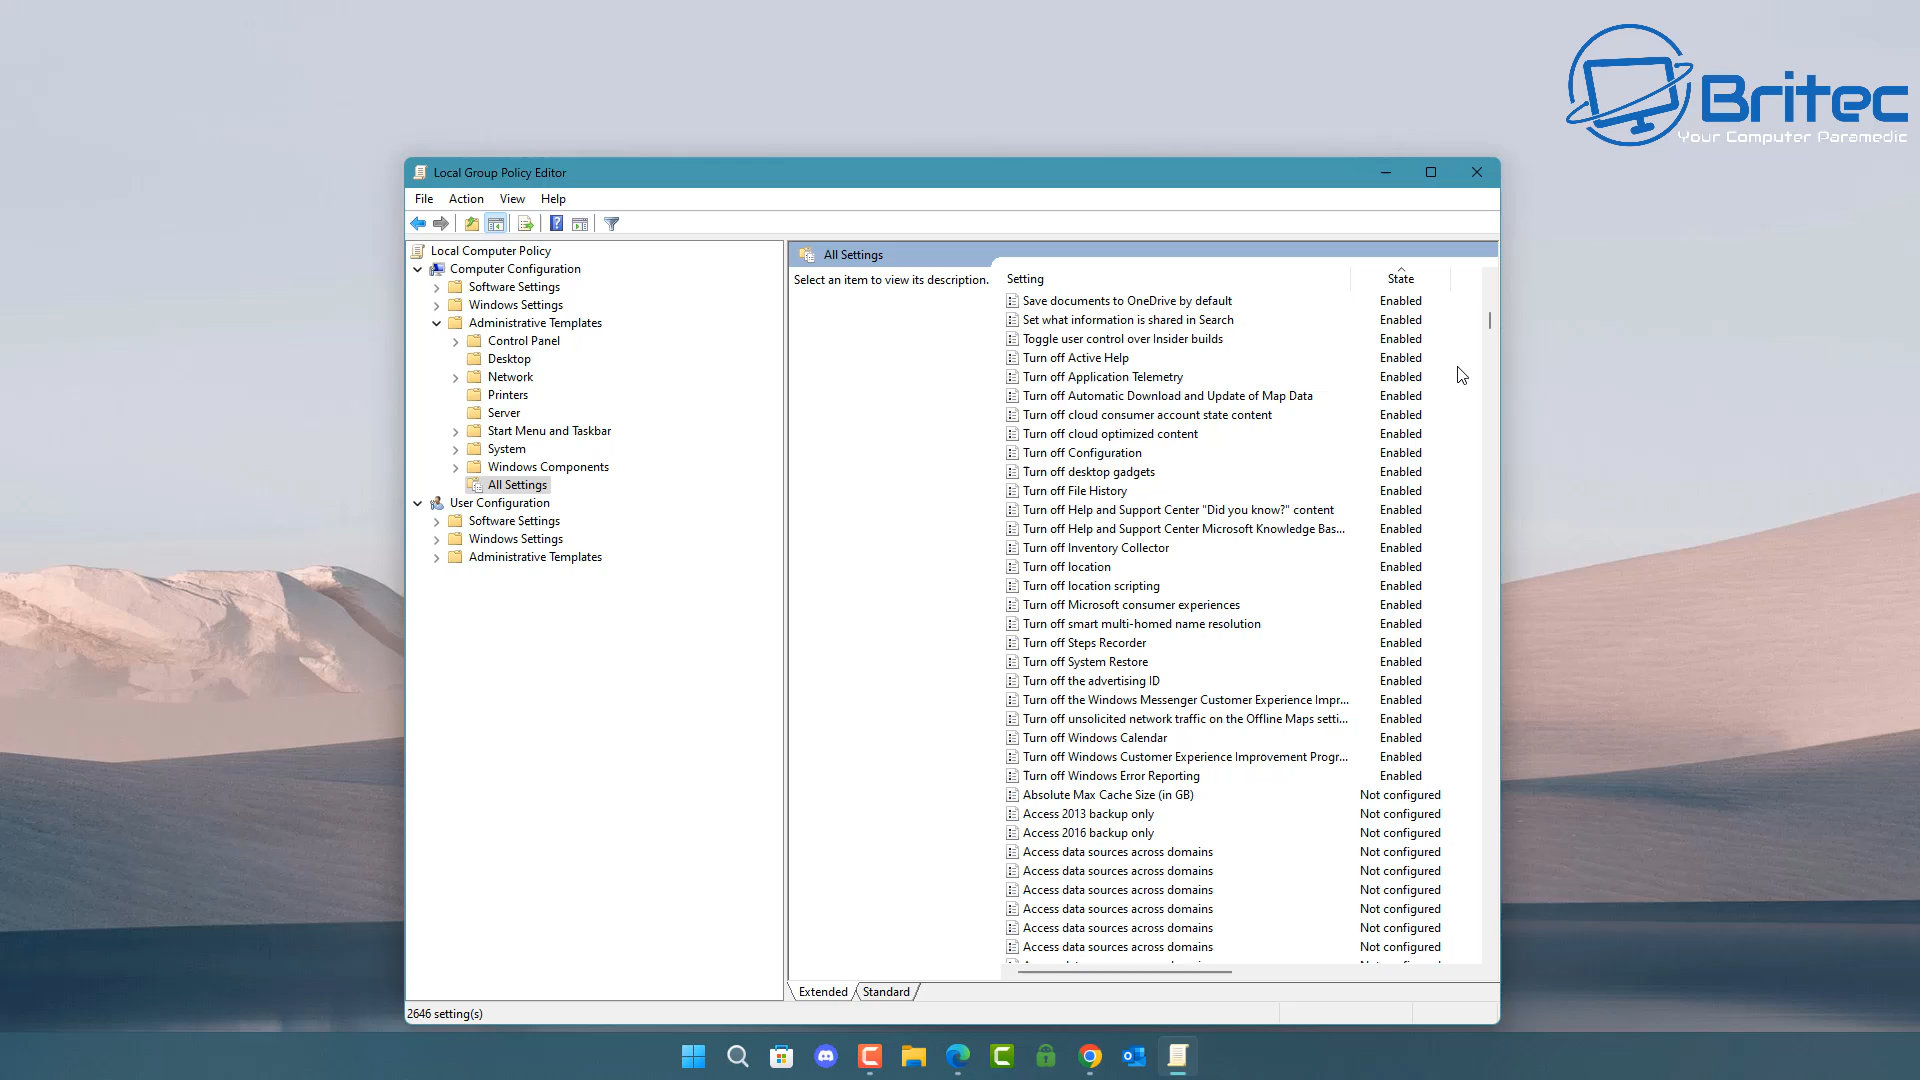 Britec
Your Computer Paramedic
Local Group Policy Editor
File Action View Help
Local Computer Policy
Computer Configuration
Software Settings
Windows Settings
Administrative Templates
Control Panel
Desktop
Network
Printers
Server
Start Menu and Taskbar
System
Windows Components
All Settings
User Configuration
Software Settings
Windows Settings
Administrative Templates
All Settings
Select an item to view its description.
Setting State
Save documents to OneDrive by default Enabled
Set what information is shared in Search Enabled
Toggle user control over Insider builds Enabled
Turn off Active Help Enabled
Turn off Application Telemetry Enabled
Turn off Automatic Download and Update of Map Data Enabled
Turn off cloud consumer account state content Enabled
Turn off cloud optimized content Enabled
Turn off Configuration Enabled
Turn off desktop gadgets Enabled
Turn off File History Enabled
Turn off Help and Support Center "Did you know?" content Enabled
Turn off Help and Support Center Microsoft Knowledge Bas... Enabled
Turn off Inventory Collector Enabled
Turn off location Enabled
Turn off location scripting Enabled
Turn off Microsoft consumer experiences Enabled
Turn off smart multi-homed name resolution Enabled
Turn off Steps Recorder Enabled
Turn off System Restore Enabled
Turn off the advertising ID Enabled
Turn off the Windows Messenger Customer Experience Impr... Enabled
Turn off unsolicited network traffic on the Offline Maps setti... Enabled
Turn off Windows Calendar Enabled
Turn off Windows Customer Experience Improvement Progr... Enabled
Turn off Windows Error Reporting Enabled
Absolute Max Cache Size (in GB) Not configured
Access 2013 backup only Not configured
Access 2016 backup only Not configured
Access data sources across domains Not configured
Access data sources across domains Not configured
Access data sources across domains Not configured
Access data sources across domains Not configured
Access data sources across domains Not configured
Access data sources across domains Not configured
Extended Standard
2646 setting(s)